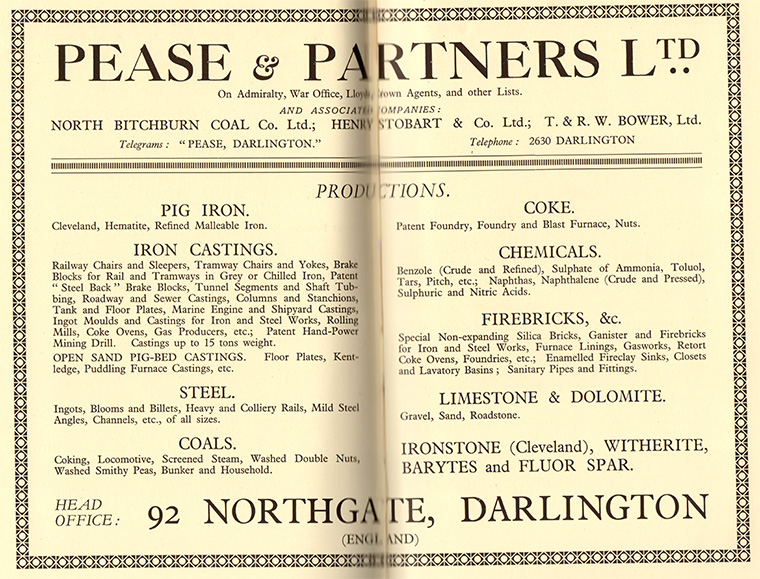 PEASE & PARTNERS LTD
On Admiralty, War Office, Lloyds, Crown Agents, and other Lists.
AND ASSOCIATED COMPANIES:
NORTH BITCHBURN COAL Co. Ltd.; HENRY STOBART & Co. Ltd.; T. & R. W. BOWER, Ltd.
Telegrams: "PEASE, DARLINGTON." Telephone: 2630 DARLINGTON
PRODUCTIONS.
PIG IRON.
Cleveland, Hematite, Refined Malleable Iron.
IRON CASTINGS.
Railway Chairs and Sleepers, Tramway Chairs and Yokes, Brake
Blocks for Rail and Tramways in Grey or Chilled Iron, Patent
"Steel Back" Brake Blocks, Tunnel Segments and Shaft Tub-
bing, Roadway and Sewer Castings, Columns and Stanchions,
Tank and Floor Plates, Marine Engine and Shipyard Castings,
Ingot Moulds and Castings for Iron and Steel Works, Rolling
Mills, Coke Ovens, Gas Producers, etc.; Patent Hand-Power
Mining Drill. Castings up to 15 tons weight.
OPEN SAND PIG-BED CASTINGS. Floor Plates, Kent-
ledge, Puddling Furnace Castings, etc.
STEEL.
Ingots, Blooms and Billets, Heavy and Colliery Rails, Mild Steel
Angles, Channels, etc., of all sizes.
COALS.
Coking, Locomotive, Screened Steam, Washed Double Nuts,
Washed Smithy Peas, Bunker and Household.
COKE.
Patent Foundry, Foundry and Blast Furnace, Nuts.
CHEMICALS.
Benzole (Crude and Refined), Sulphate of Ammonia, Toluol,
Tars, Pitch, etc.; Naphthas, Naphthalene (Crude and Pressed),
Sulphuric and Nitric Acids.
FIREBRICKS, &c.
Special Non-expanding Silica Bricks, Ganister and Firebricks
for Iron and Steel Works, Furnace Linings, Gasworks, Retort
Coke Ovens, Foundries, etc.; Enamelled Fireclay Sinks, Closets
and Lavatory Basins; Sanitary Pipes and Fittings.
LIMESTONE & DOLOMITE.
Gravel, Sand, Roadstone.
IRONSTONE (Cleveland), WITHERITE,
BARYTES and FLUOR SPAR.
HEAD
OFFICE: 92 NORTHGATE, DARLINGTON
(ENGLAND)